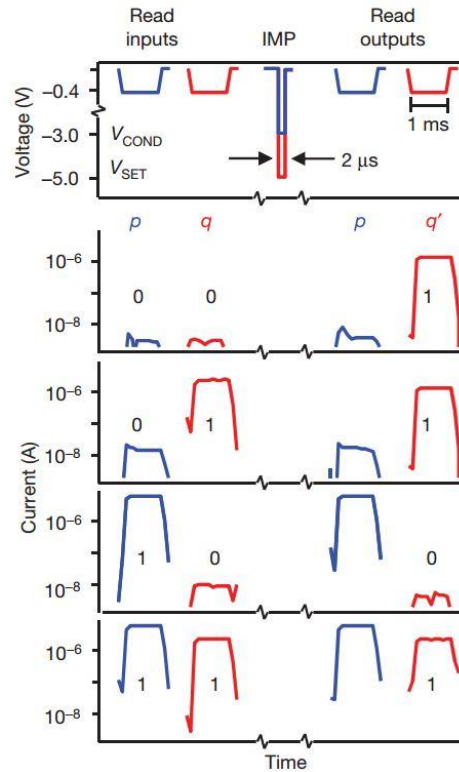 Read inputs
IMP
Read outputs
Voltage (V)
−0.4
−3.0
−5.0
V_COND
V_SET
2 μs
1 ms
p q p q′
Current (A)
10⁻⁶
10⁻⁸
0 0 1
10⁻⁶
10⁻⁸
0 1 1
10⁻⁶
10⁻⁸
1 0 0
10⁻⁶
10⁻⁸
1 1 1
Time